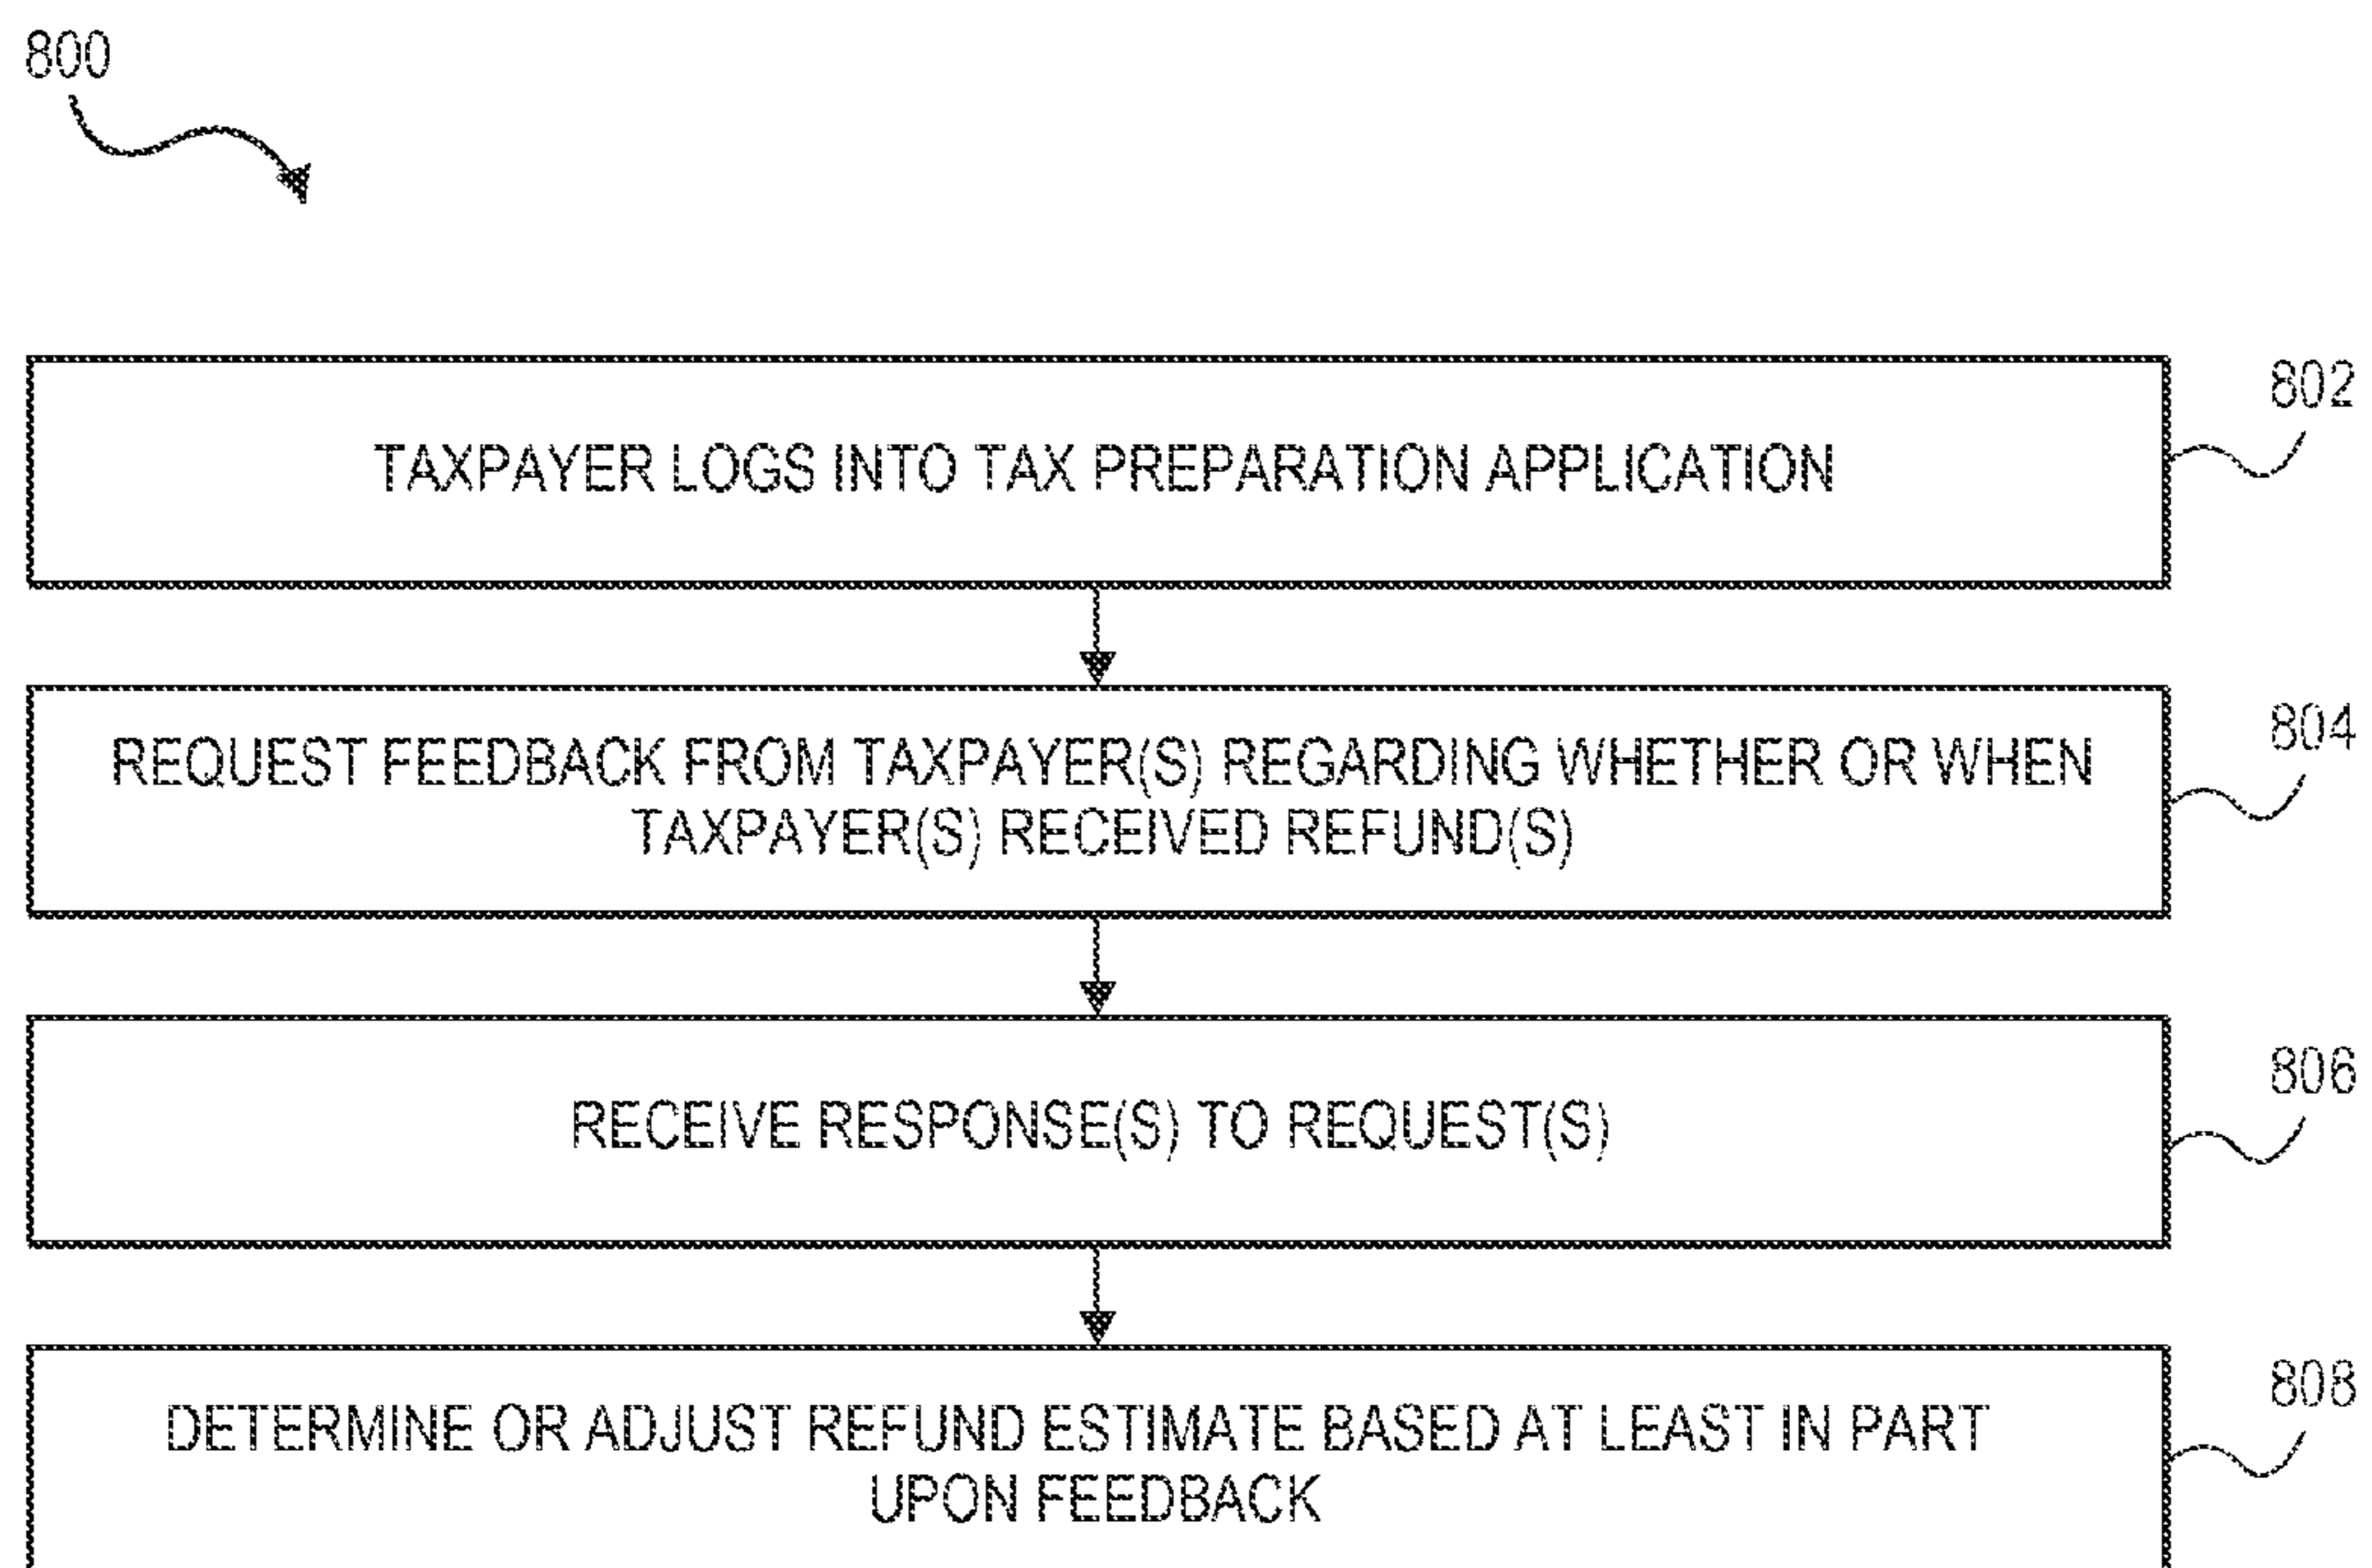 800
802
TAXPAYER LOGS INTO TAX PREPARATION APPLICATION
804
REQUEST FEEDBACK FROM TAXPAYER(S) REGARDING WHETHER OR WHEN
TAXPAYER(S) RECEIVED REFUND(S)
806
RECEIVE RESPONSE(S) TO REQUEST(S)
808
DETERMINE OR ADJUST REFUND ESTIMATE BASED AT LEAST IN PART
UPON FEEDBACK